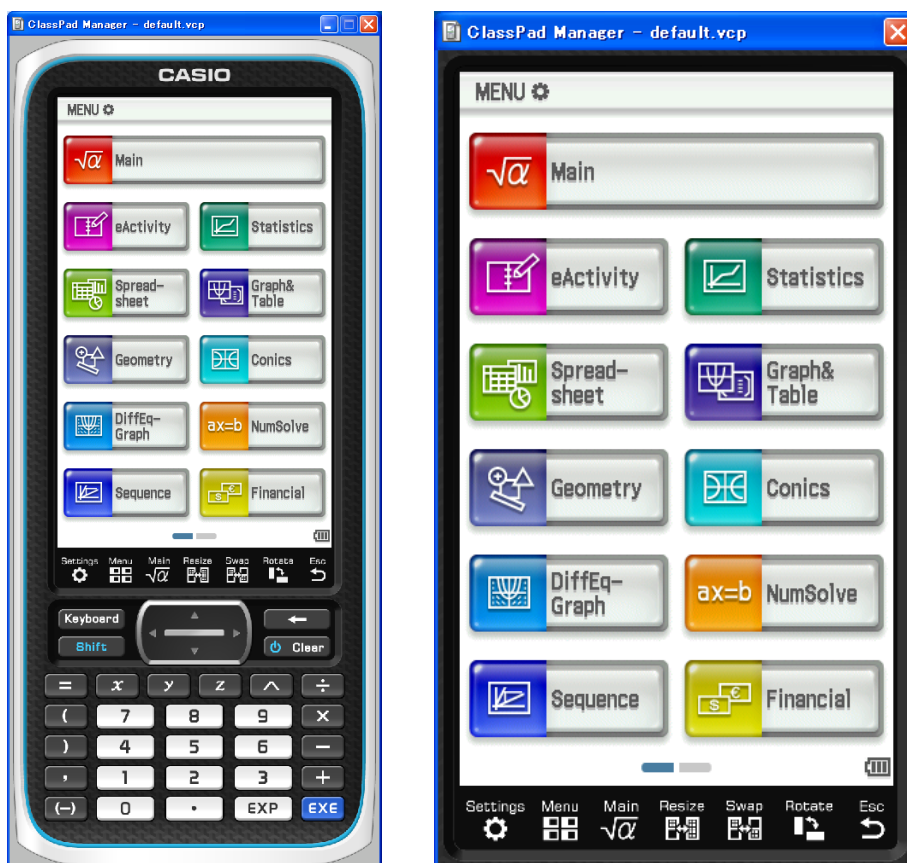 ClassPad Manager - default.vcp
CASIO
MENU
√α Main
eActivity
Statistics
Spread-
sheet
Graph&
Table
Geometry
Conics
DiffEq-
Graph
ax=b NumSolve
Sequence
$ € Financial
Settings Menu Main Resize Swap Rotate Esc
√α
Keyboard
Shift
Clear
= x y z ^ ÷
( 7 8 9 ×
) 4 5 6 −
, 1 2 3 +
(−) 0 . EXP EXE
ClassPad Manager - default.vcp
MENU
√α Main
eActivity
Statistics
Spread-
sheet
Graph&
Table
Geometry
Conics
DiffEq-
Graph
ax=b NumSolve
Sequence
$ € Financial
Settings Menu Main Resize Swap Rotate Esc
√α